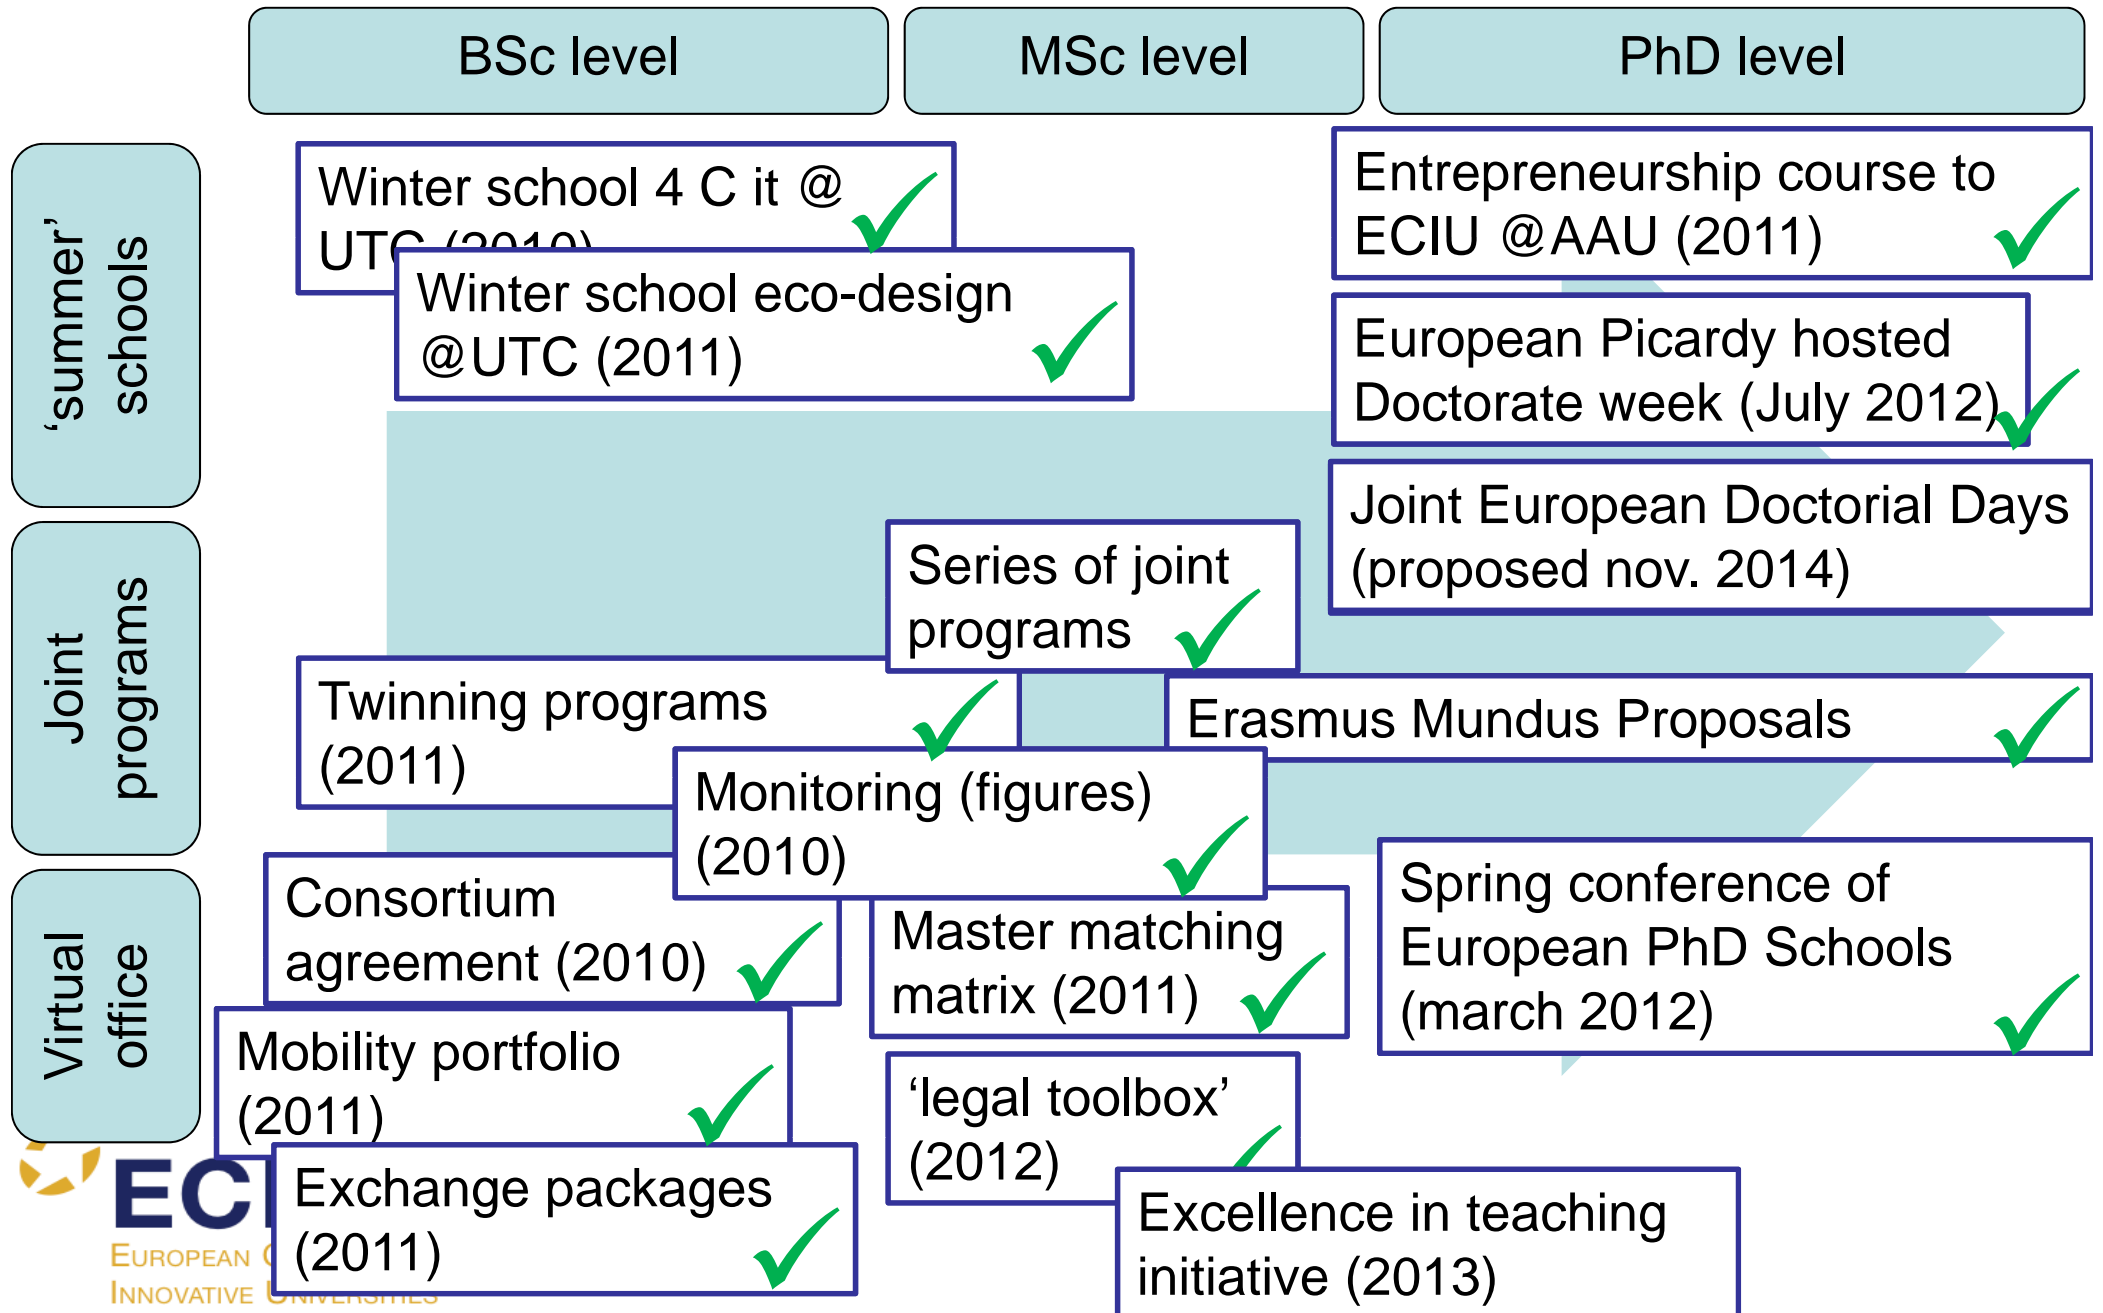 BSc level
MSc level
PhD level
‘summer’
schools
Joint
programs
Virtual
office
Winter school 4 C it @
UTC (2010)
Winter school eco-design
@UTC (2011)
Entrepreneurship course to
ECIU @AAU (2011)
European Picardy hosted
Doctorate week (July 2012)
Joint European Doctorial Days
(proposed nov. 2014)
Series of joint
programs
Twinning programs
(2011)
Erasmus Mundus Proposals
Monitoring (figures)
(2010)
Consortium
agreement (2010)
Master matching
matrix (2011)
Spring conference of
European PhD Schools
(march 2012)
Mobility portfolio
(2011)
‘legal toolbox’
(2012)
Exchange packages
(2011)
Excellence in teaching
initiative (2013)
EUROPEAN
INNOVATIVE UNIVERSITIES